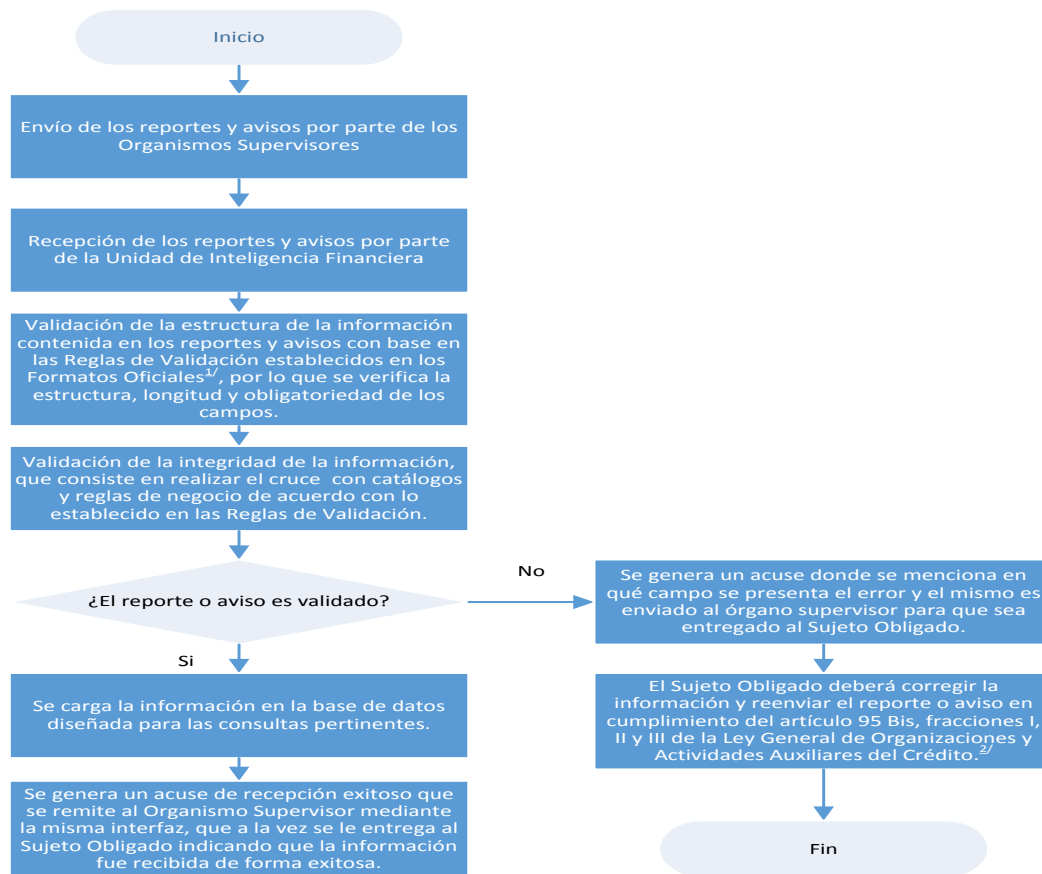 Inicio
Envío de los reportes y avisos por parte de los
Organismos Supervisores
Recepción de los reportes y avisos por parte
de la Unidad de Inteligencia Financiera
Validación de la estructura de la información
contenida en los reportes y avisos con base en
las Reglas de Validación establecidos en los
Formatos Oficiales1/, por lo que se verifica la
estructura, longitud y obligatoriedad de los
campos.
Validación de la integridad de la información,
que consiste en realizar el cruce con catálogos
y reglas de negocio de acuerdo con lo
establecido en las Reglas de Validación.
¿El reporte o aviso es validado?
No
Se genera un acuse donde se menciona en
qué campo se presenta el error y el mismo es
enviado al órgano supervisor para que sea
entregado al Sujeto Obligado.
El Sujeto Obligado deberá corregir la
información y reenviar el reporte o aviso en
cumplimiento del artículo 95 Bis, fracciones I,
II y III de la Ley General de Organizaciones y
Actividades Auxiliares del Crédito.2/
Fin
Si
Se carga la información en la base de datos
diseñada para las consultas pertinentes.
Se genera un acuse de recepción exitoso que
se remite al Organismo Supervisor mediante
la misma interfaz, que a la vez se le entrega al
Sujeto Obligado indicando que la información
fue recibida de forma exitosa.